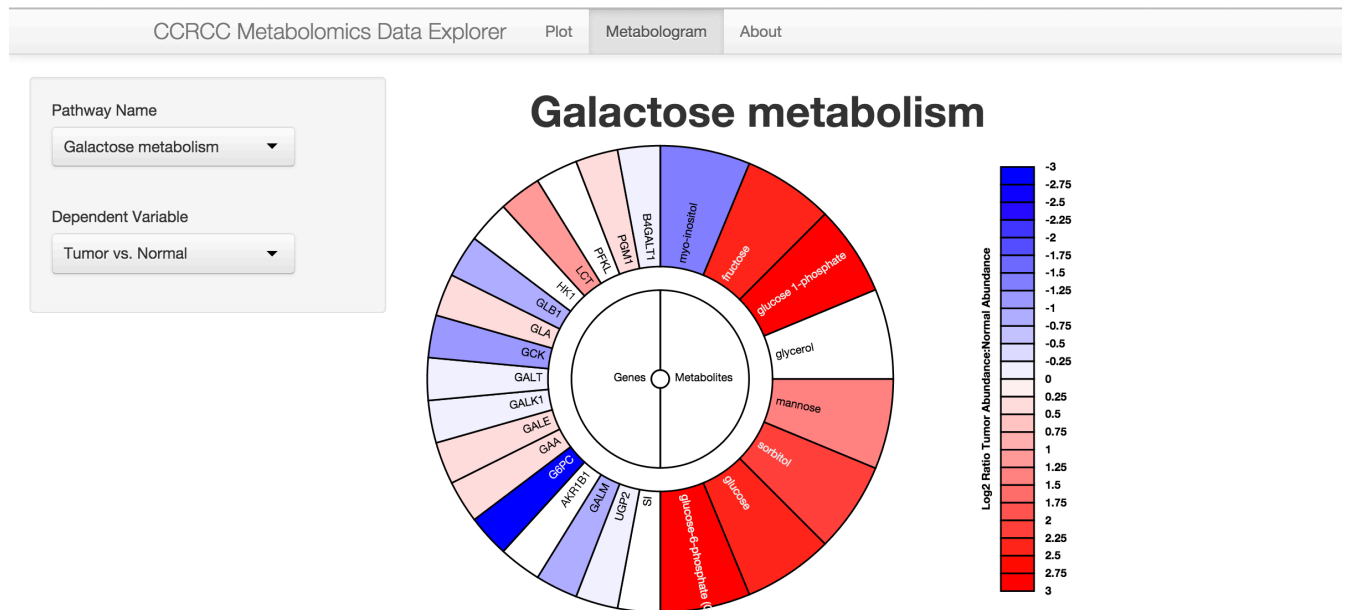 CCRCC Metabolomics Data Explorer
Plot
Metabologram
About
Pathway Name
Galactose metabolism
Dependent Variable
Tumor vs. Normal
Galactose metabolism
B4GALT1
PGM1
PFKL
LCT
HK1
GLB1
GLA
GCK
GALT
GALK1
GALE
GAA
G6PC
AKR1B1
GALM
UGP2
SI
myo-inositol
fructose
glucose 1-phosphate
glycerol
mannose
sorbitol
glucose
glucose-6-phosphate (
Genes
Metabolites
Log2 Ratio Tumor Abundance:Normal Abundance
-3
-2.75
-2.5
-2.25
-2
-1.75
-1.5
-1.25
-1
-0.75
-0.5
-0.25
0
0.25
0.5
0.75
1
1.25
1.5
1.75
2
2.25
2.5
2.75
3